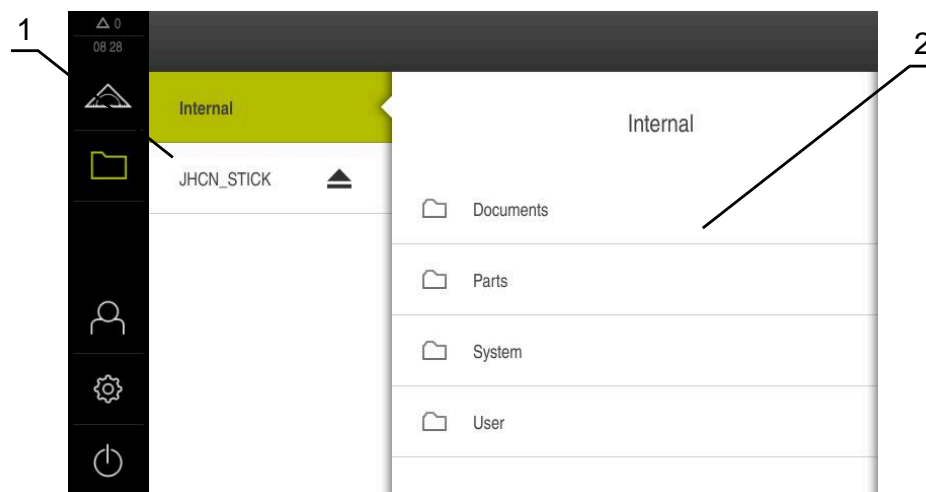 1
2
0
08 28
Internal
JHCN_STICK
Internal
Documents
Parts
System
User